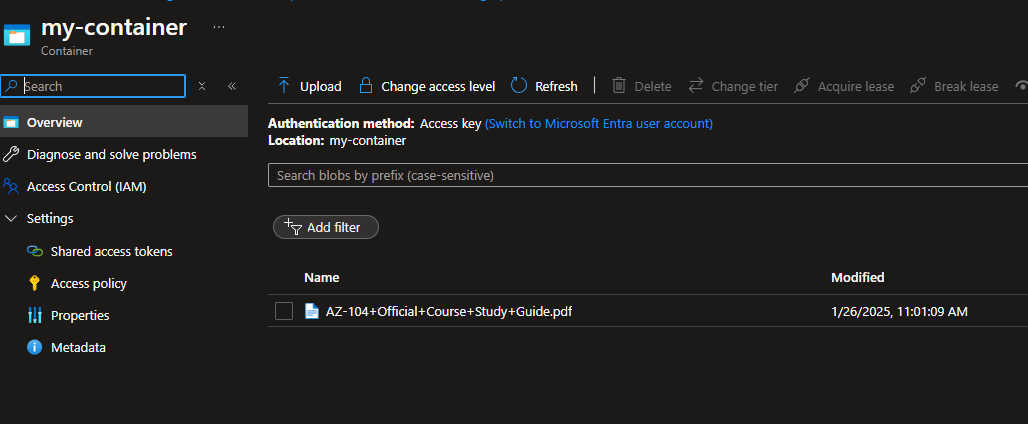 my-container ...
Container
Search
Upload Change access level Refresh Delete Change tier Acquire lease Break lease
Overview
Diagnose and solve problems
Access Control (IAM)
Settings
Shared access tokens
Access policy
Properties
Metadata
Authentication method: Access key (Switch to Microsoft Entra user account)
Location: my-container
Search blobs by prefix (case-sensitive)
Add filter
Name Modified
AZ-104+Official+Course+Study+Guide.pdf 1/26/2025, 11:01:09 AM